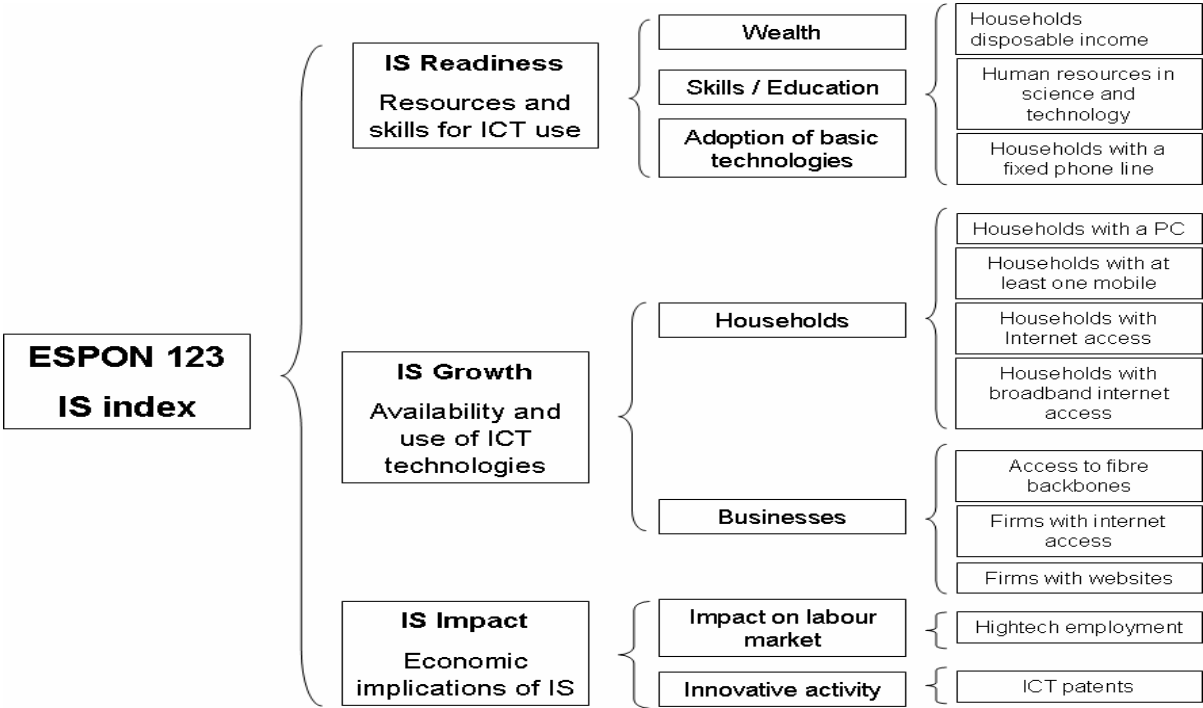 ESPON 123
IS index
IS Readiness
Resources and
skills for ICT use
Wealth
Skills / Education
Adoption of basic
technologies
Households
disposable income
Human resources in
science and
technology
Households with a
fixed phone line
IS Growth
Availability and
use of ICT
technologies
Households
Households with a PC
Households with at
least one mobile
Households with
Internet access
Households with
broadband internet
access
Businesses
Access to fibre
backbones
Firms with internet
access
Firms with websites
IS Impact
Economic
implications of IS
Impact on labour
market
Hightech employment
Innovative activity
ICT patents